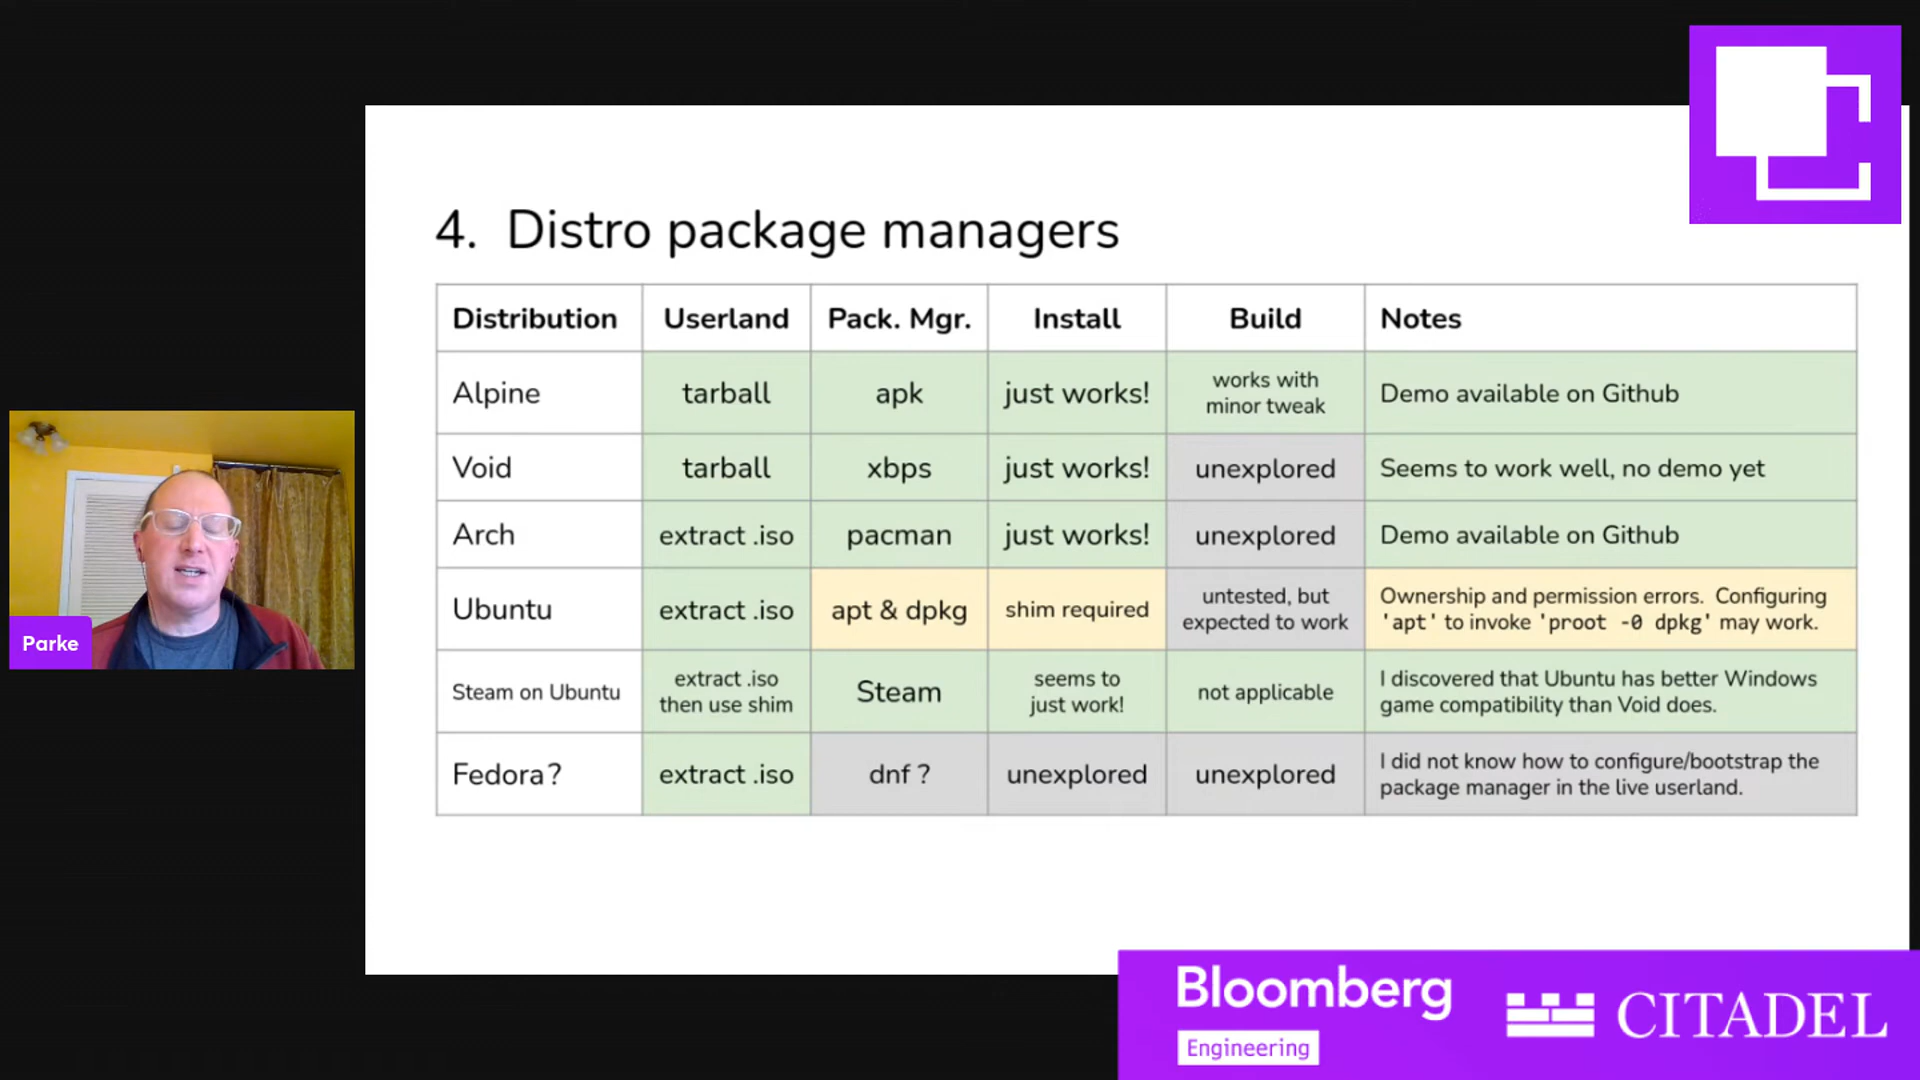 4. Distro package managers
Distribution Userland Pack. Mgr. Install Build Notes
Alpine tarball apk just works! works with
minor tweak Demo available on Github
Void tarball xbps just works! unexplored Seems to work well, no demo yet
Arch extract .iso pacman just works! unexplored Demo available on Github
Ubuntu extract .iso apt & dpkg shim required untested, but
expected to work Ownership and permission errors. Configuring
'apt' to invoke 'proot -0 dpkg' may work.
Steam on Ubuntu extract .iso
then use shim Steam seems to
just work! not applicable I discovered that Ubuntu has better Windows
game compatibility than Void does.
Fedora? extract .iso dnf ? unexplored unexplored I did not know how to configure/bootstrap the
package manager in the live userland.
Parke
Bloomberg
Engineering
CITADEL